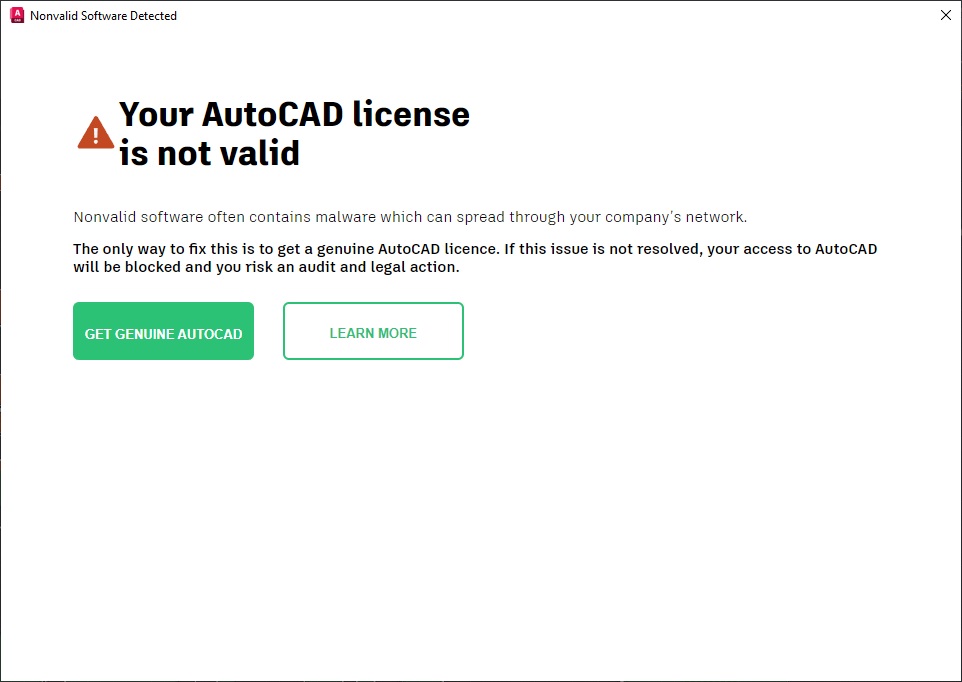 Nonvalid Software Detected
Your AutoCAD license
is not valid
Nonvalid software often contains malware which can spread through your company's network.
The only way to fix this is to get a genuine AutoCAD licence. If this issue is not resolved, your access to AutoCAD
will be blocked and you risk an audit and legal action.
GET GENUINE AUTOCAD
LEARN MORE